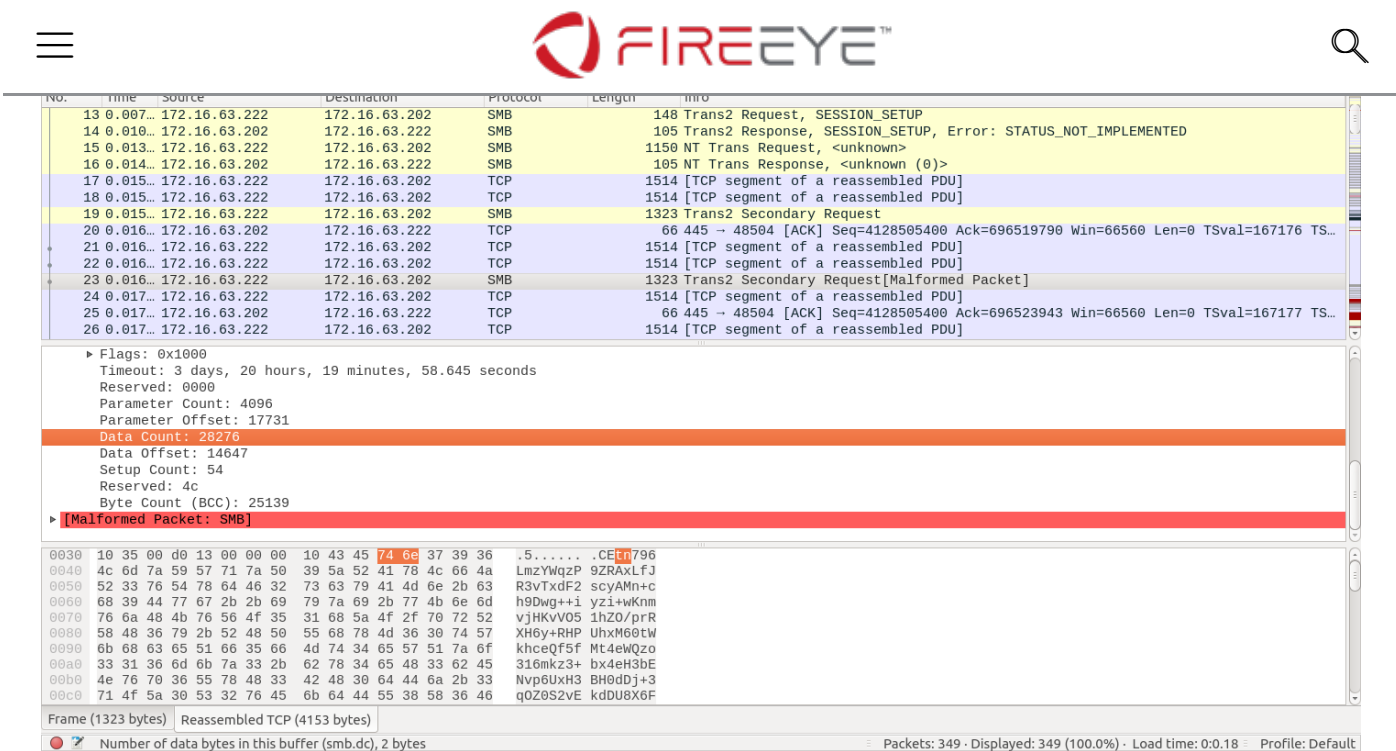 FIREEYE™
No. Time Source Destination Protocol Length Info
13 0.007… 172.16.63.222 172.16.63.202 SMB 148 Trans2 Request, SESSION_SETUP
14 0.010… 172.16.63.202 172.16.63.222 SMB 105 Trans2 Response, SESSION_SETUP, Error: STATUS_NOT_IMPLEMENTED
15 0.013… 172.16.63.222 172.16.63.202 SMB 1150 NT Trans Request, <unknown>
16 0.014… 172.16.63.202 172.16.63.222 SMB 105 NT Trans Response, <unknown (0)>
17 0.015… 172.16.63.222 172.16.63.202 TCP 1514 [TCP segment of a reassembled PDU]
18 0.015… 172.16.63.222 172.16.63.202 TCP 1514 [TCP segment of a reassembled PDU]
19 0.015… 172.16.63.222 172.16.63.202 SMB 1323 Trans2 Secondary Request
20 0.016… 172.16.63.202 172.16.63.222 TCP 66 445 → 48504 [ACK] Seq=4128505400 Ack=696519790 Win=66560 Len=0 TSval=167176 TS…
21 0.016… 172.16.63.222 172.16.63.202 TCP 1514 [TCP segment of a reassembled PDU]
22 0.016… 172.16.63.222 172.16.63.202 TCP 1514 [TCP segment of a reassembled PDU]
23 0.016… 172.16.63.222 172.16.63.202 SMB 1323 Trans2 Secondary Request[Malformed Packet]
24 0.017… 172.16.63.222 172.16.63.202 TCP 1514 [TCP segment of a reassembled PDU]
25 0.017… 172.16.63.202 172.16.63.222 TCP 66 445 → 48504 [ACK] Seq=4128505400 Ack=696523943 Win=66560 Len=0 TSval=167177 TS…
26 0.017… 172.16.63.222 172.16.63.202 TCP 1514 [TCP segment of a reassembled PDU]
Flags: 0x1000
Timeout: 3 days, 20 hours, 19 minutes, 58.645 seconds
Reserved: 0000
Parameter Count: 4096
Parameter Offset: 17731
Data Count: 28276
Data Offset: 14647
Setup Count: 54
Reserved: 4c
Byte Count (BCC): 25139
[Malformed Packet: SMB]
0030 10 35 00 d0 13 00 00 00 10 43 45 74 6e 37 39 36 .5...... .CEtn796
0040 4c 6d 7a 59 57 71 7a 50 39 5a 52 41 78 4c 66 4a LmzYWqzP 9ZRAxLfJ
0050 52 33 76 54 78 64 46 32 73 63 79 41 4d 6e 2b 63 R3vTxdF2 scyAMn+c
0060 68 39 44 77 67 2b 2b 69 79 7a 69 2b 77 4b 6e 6d h9Dwg++i yzi+wKnm
0070 76 6a 48 4b 76 56 4f 35 31 68 5a 4f 2f 70 72 52 vjHKvVO5 1hZO/prR
0080 58 48 36 79 2b 52 48 50 55 68 78 4d 36 30 74 57 XH6y+RHP UhxM60tW
0090 6b 68 63 65 51 66 35 66 4d 74 34 65 57 51 7a 6f khceQf5f Mt4eWQzo
00a0 33 31 36 6d 6b 7a 33 2b 62 78 34 65 48 33 62 45 316mkz3+ bx4eH3bE
00b0 4e 76 70 36 55 78 48 33 42 48 30 64 44 6a 2b 33 Nvp6UxH3 BH0dDj+3
00c0 71 4f 5a 30 53 32 76 45 6b 64 44 55 38 58 36 46 qOZ0S2vE kdDU8X6F
Frame (1323 bytes) Reassembled TCP (4153 bytes)
Number of data bytes in this buffer (smb.dc), 2 bytes Packets: 349 · Displayed: 349 (100.0%) · Load time: 0:0.18 Profile: Default